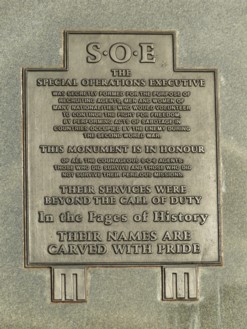 S·O·E
THE
SPECIAL OPERATIONS EXECUTIVE
WAS SECRETLY FORMED FOR THE PURPOSE OF
RECRUITING AGENTS, MEN AND WOMEN OF
MANY NATIONALITIES WHO WOULD VOLUNTEER
TO CONTINUE THE FIGHT FOR FREEDOM,
BY PERFORMING ACTS OF SABOTAGE IN
COUNTRIES OCCUPIED BY THE ENEMY DURING
THE SECOND WORLD WAR.
THIS MONUMENT IS IN HONOUR
OF ALL THE COURAGEOUS S·O·E AGENTS:
THOSE WHO DID SURVIVE AND THOSE WHO DID
NOT SURVIVE THEIR PERILOUS MISSIONS.
THEIR SERVICES WERE
BEYOND THE CALL OF DUTY
In the Pages of History
THEIR NAMES ARE
CARVED WITH PRIDE